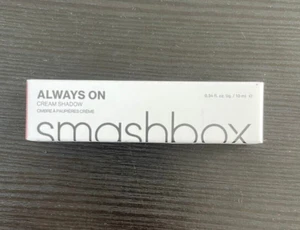 ALWAYS ON
CREAM SHADOW
OMBRE À PAUPIÈRES CRÈME
smashbox